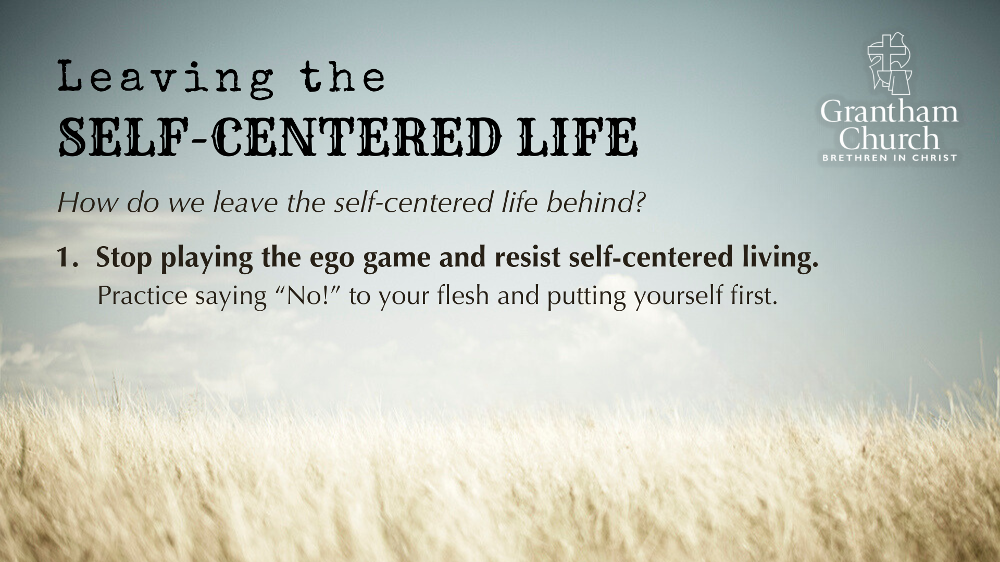 Leaving the
SELF-CENTERED LIFE
Grantham
Church
BRETHREN IN CHRIST
How do we leave the self-centered life behind?
1. Stop playing the ego game and resist self-centered living.
Practice saying “No!” to your flesh and putting yourself first.